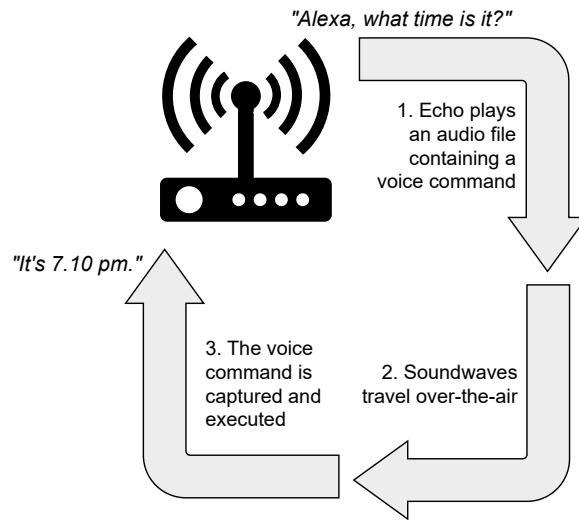 "Alexa, what time is it?"
1. Echo plays
an audio file
containing a
voice command
"It's 7.10 pm."
3. The voice
command is
captured and
executed
2. Soundwaves
travel over-the-air